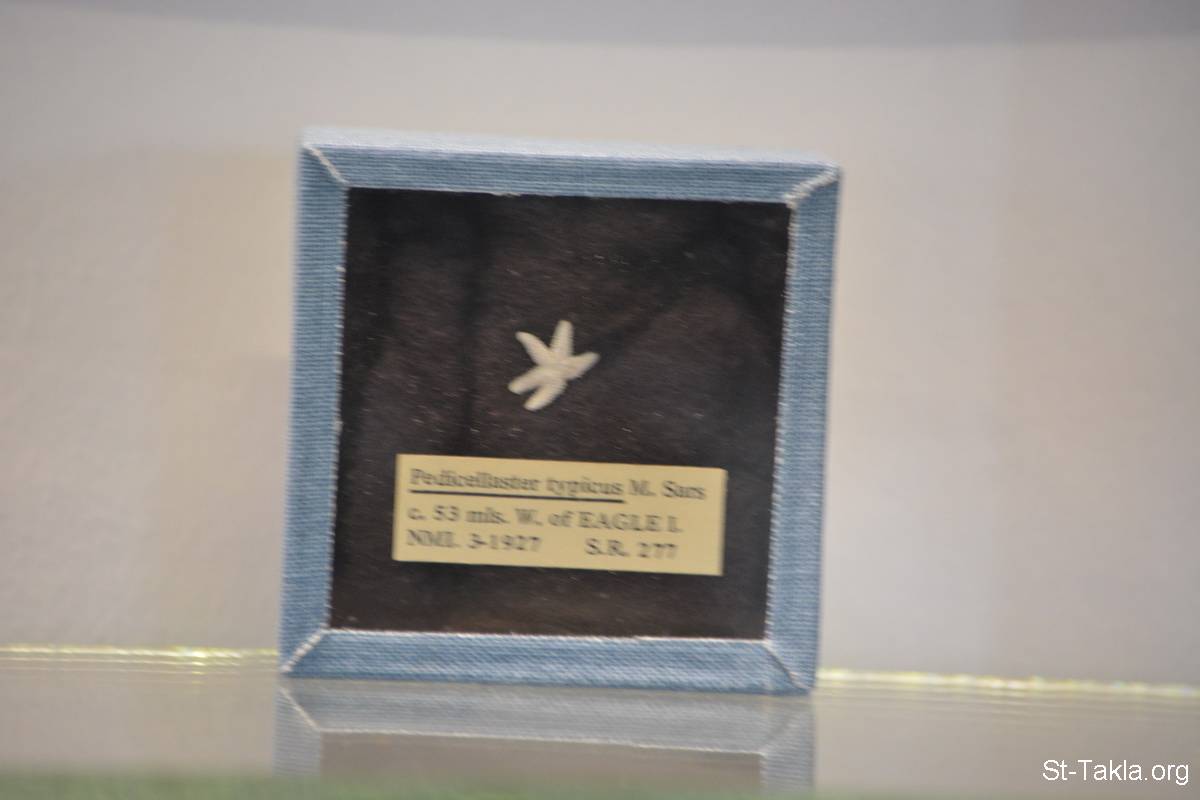 Pedicellaster typicus M. Sars
c. 53 mls. W. of EAGLE I.
NMI. 3-1927 S.R. 277
St-Takla.org